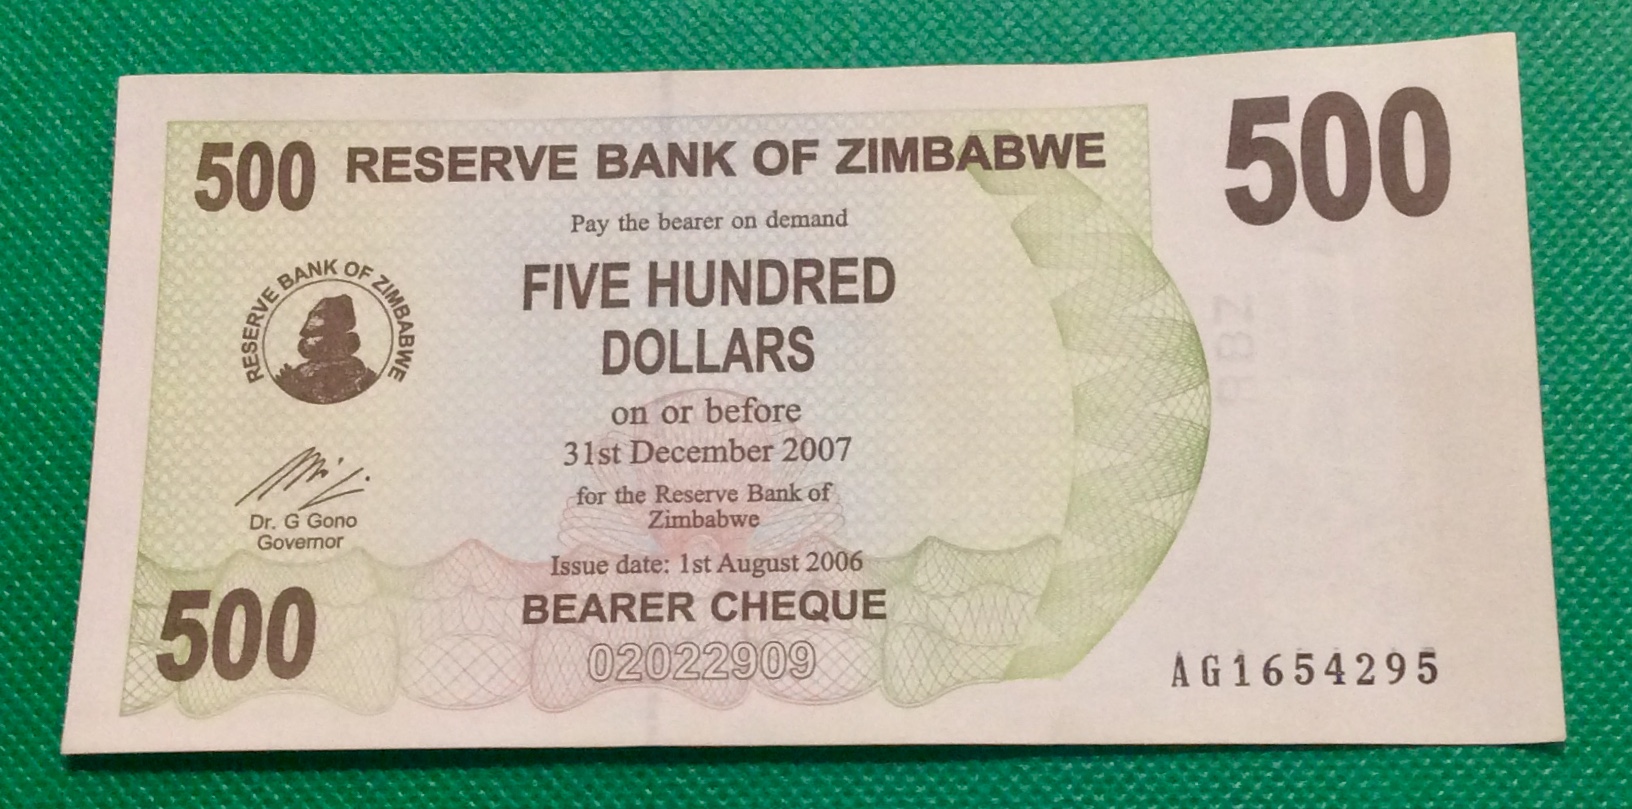 500 RESERVE BANK OF ZIMBABWE
500
Pay the bearer on demand
FIVE HUNDRED
DOLLARS
RESERVE BANK OF ZIMBABWE
on or before
31st December 2007
for the Reserve Bank of
Zimbabwe
Dr. G Gono
Governor
Issue date: 1st August 2006
BEARER CHEQUE
500
02022909
AG1654295
RBZ